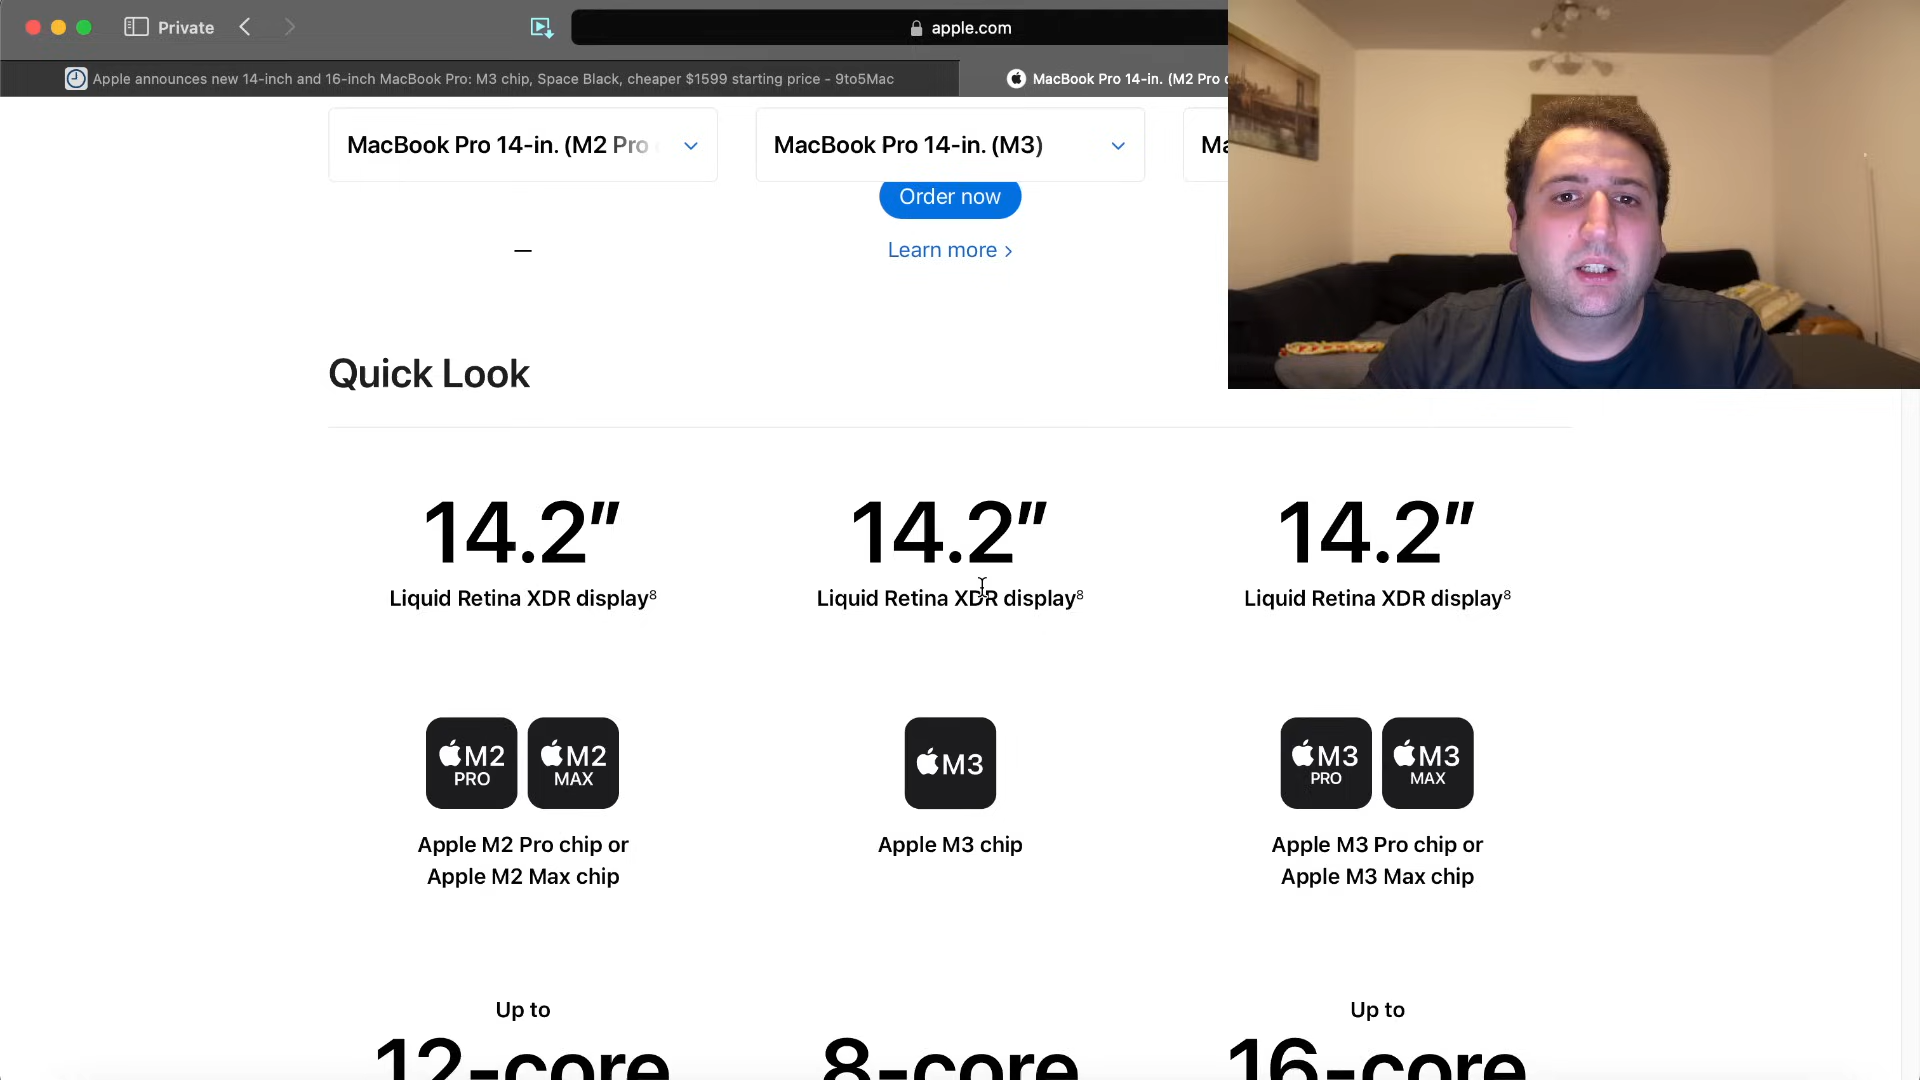 Private
apple.com
Apple announces new 14-inch and 16-inch MacBook Pro: M3 chip, Space Black, cheaper $1599 starting price - 9to5Mac
MacBook Pro 14-in. (M2 Pro
MacBook Pro 14-in. (M2 Pro
MacBook Pro 14-in. (M3)
Order now
— Learn more >
Quick Look
14.2" 14.2" 14.2"
Liquid Retina XDR display⁸ Liquid Retina XDR display⁸ Liquid Retina XDR display⁸
M2 PRO M2 MAX M3 M3 PRO M3 MAX
Apple M2 Pro chip or Apple M3 chip Apple M3 Pro chip or
Apple M2 Max chip Apple M3 Max chip
Up to Up to
12-core 8-core 16-core